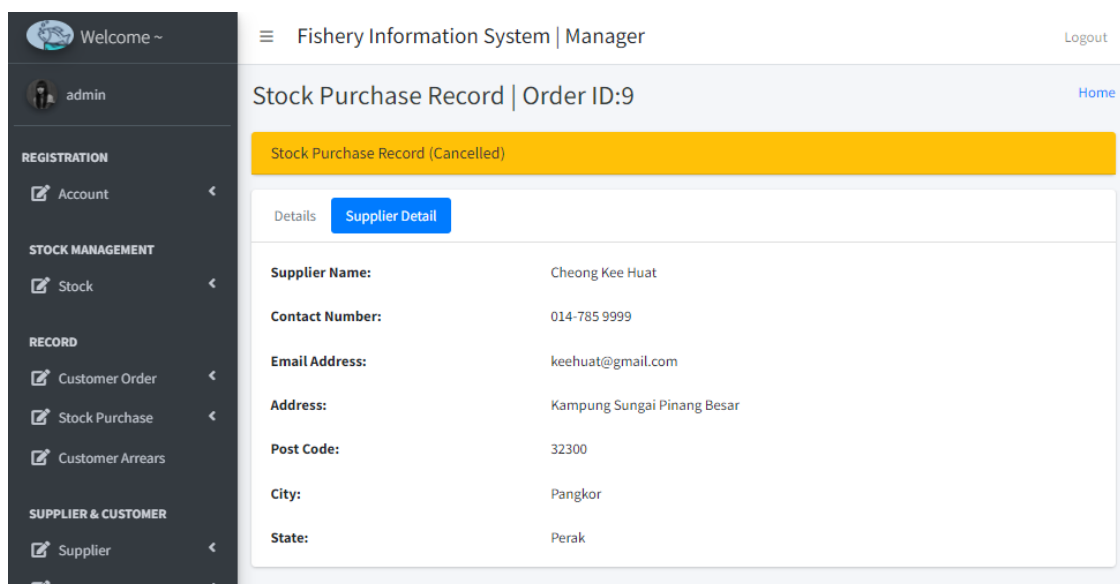 Welcome ~
Fishery Information System | Manager
Logout
admin
Stock Purchase Record | Order ID:9
Home
REGISTRATION
Account
STOCK MANAGEMENT
Stock
RECORD
Customer Order
Stock Purchase
Customer Arrears
SUPPLIER & CUSTOMER
Supplier
Stock Purchase Record (Cancelled)
Details Supplier Detail
Supplier Name: Cheong Kee Huat
Contact Number: 014-785 9999
Email Address: keehuat@gmail.com
Address: Kampung Sungai Pinang Besar
Post Code: 32300
City: Pangkor
State: Perak